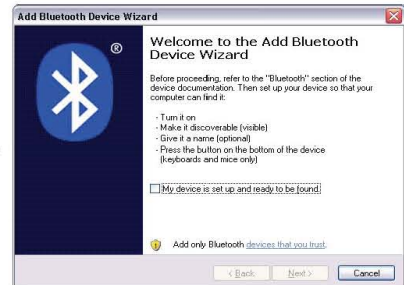 Add Bluetooth Device Wizard
®
Welcome to the Add Bluetooth
Device Wizard
Before proceeding, refer to the "Bluetooth" section of the
device documentation. Then set up your device so that your
computer can find it:
- Turn it on
- Make it discoverable (visible)
- Give it a name (optional)
- Press the button on the bottom of the device
(keyboards and mice only)
My device is set up and ready to be found.
Add only Bluetooth devices that you trust.
< Back
Next >
Cancel